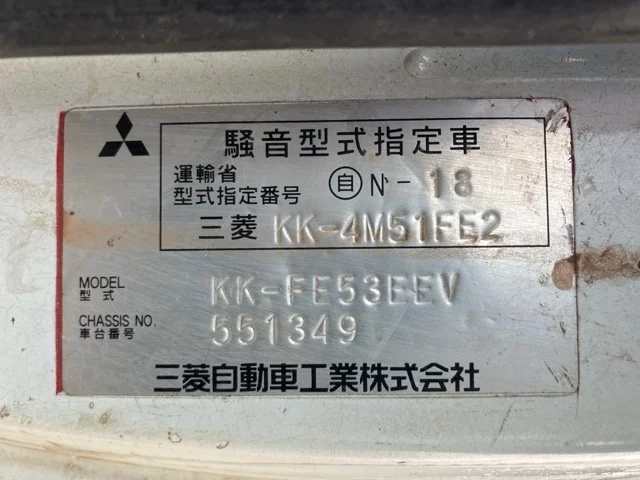 騒音型式指定車
運輸省
型式指定番号 自 N-18
三菱 KK-4M51FE2
MODEL
型式 KK-FE53EEV
CHASSIS NO.
車台番号 551349
三菱自動車工業株式会社